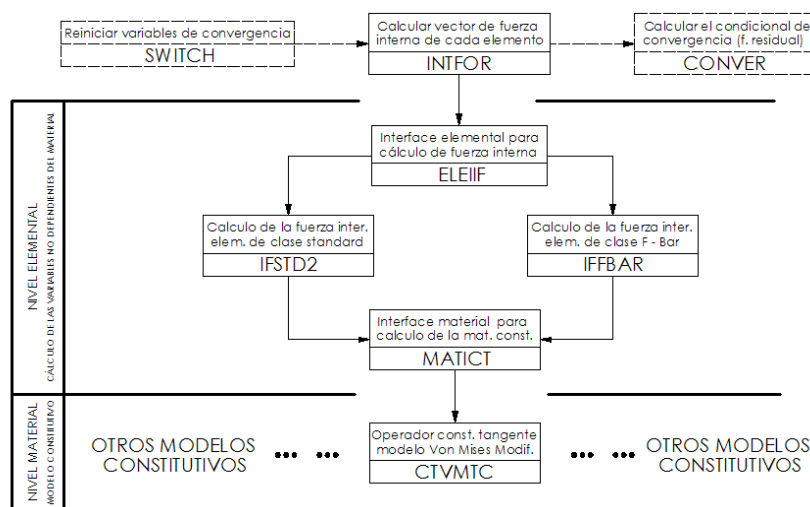 Reiniciar variables de convergencia
SWITCH
Calcular vector de fuerza
interna de cada elemento
INTFOR
Calcular el condicional de
convergencia (f. residual)
CONVER
NIVEL ELEMENTAL
CÁLCULO DE LAS VARIABLES NO DEPENDIENTES DEL MATERIAL
Interface elemental para
cálculo de fuerza interna
ELEIIF
Calculo de la fuerza inter.
elem. de clase standard
IFSTD2
Calculo de la fuerza inter.
elem. de clase F - Bar
IFFBAR
Interface material para
calculo de la mat. const.
MATICT
NIVEL MATERIAL
MODELO CONSTITUTIVO
OTROS MODELOS
CONSTITUTIVOS
Operador const. tangente
modelo Von Mises Modif.
CTVMTC
OTROS MODELOS
CONSTITUTIVOS